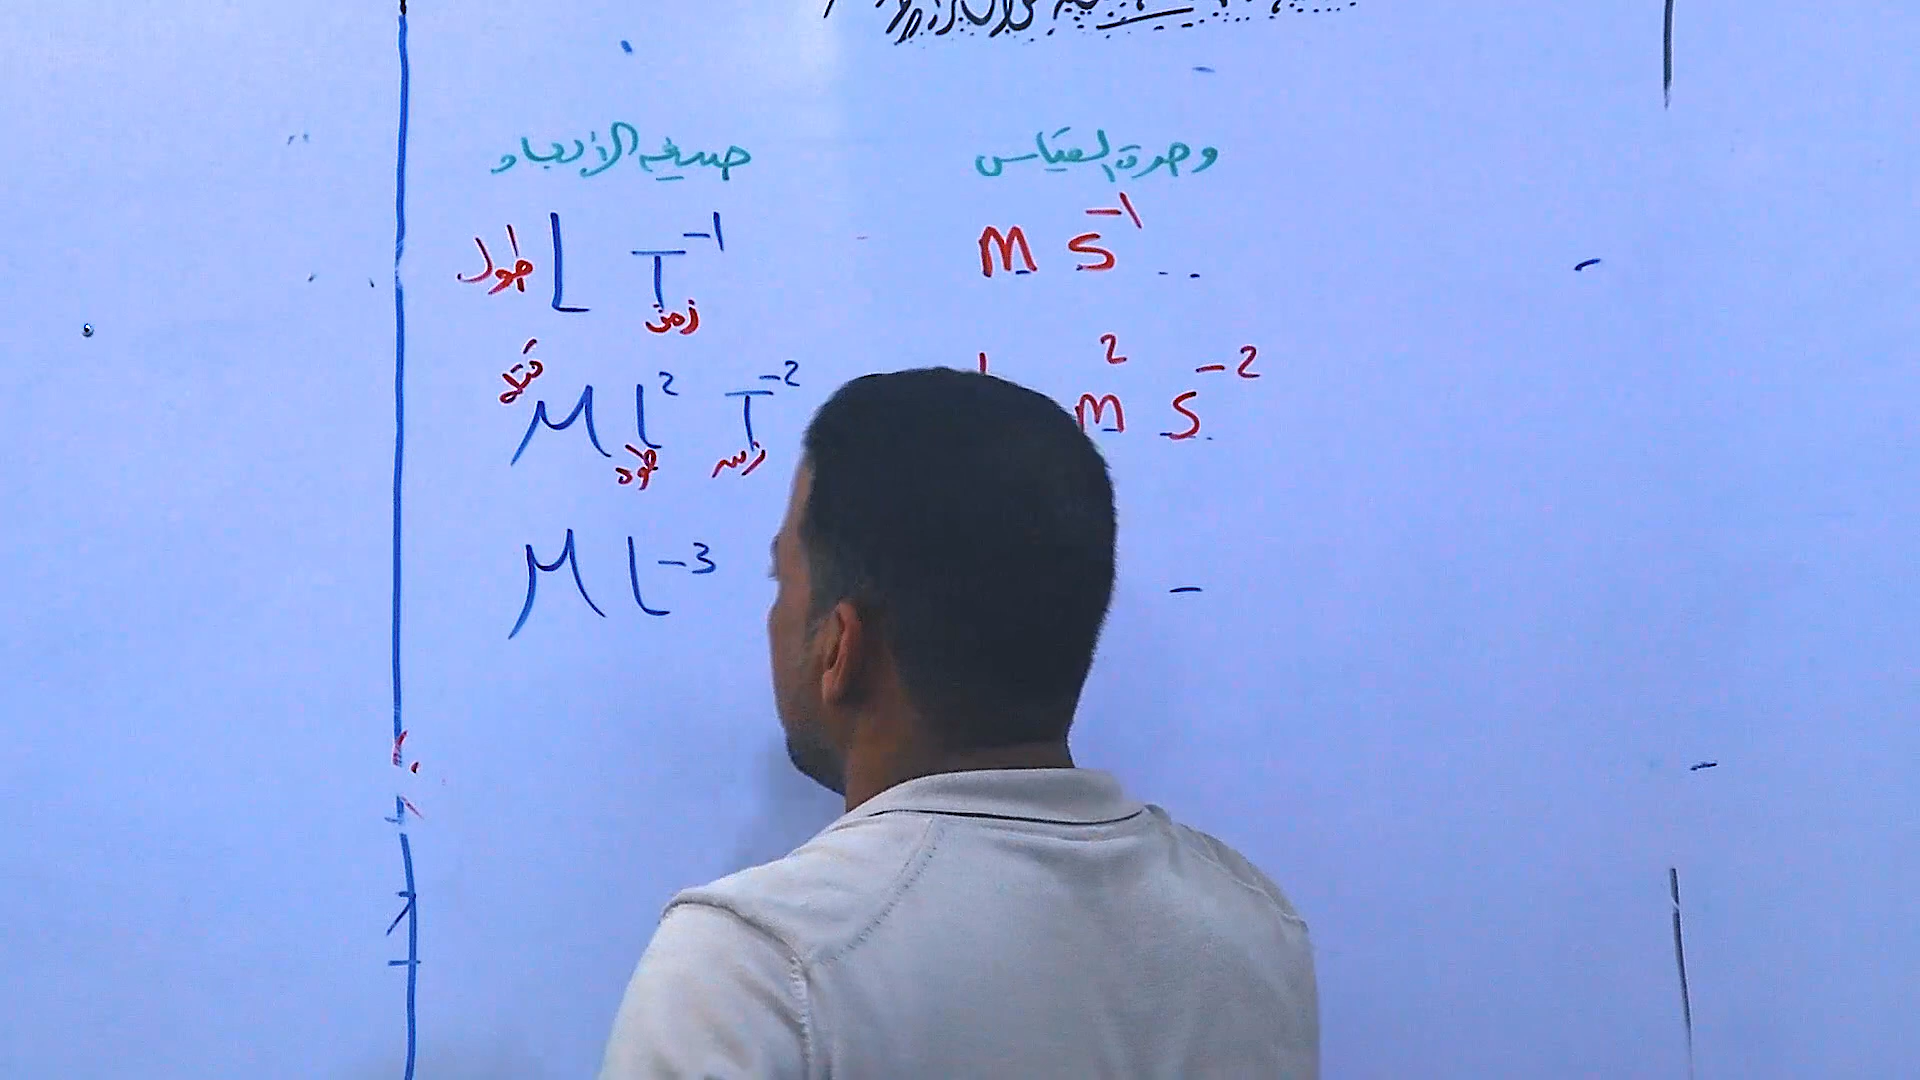 وحدة القياس صيغة الأبعاد
m s⁻¹ L T⁻¹
طول زمن
m² s⁻² M L² T⁻²
كتلة طول زمن
M L⁻³